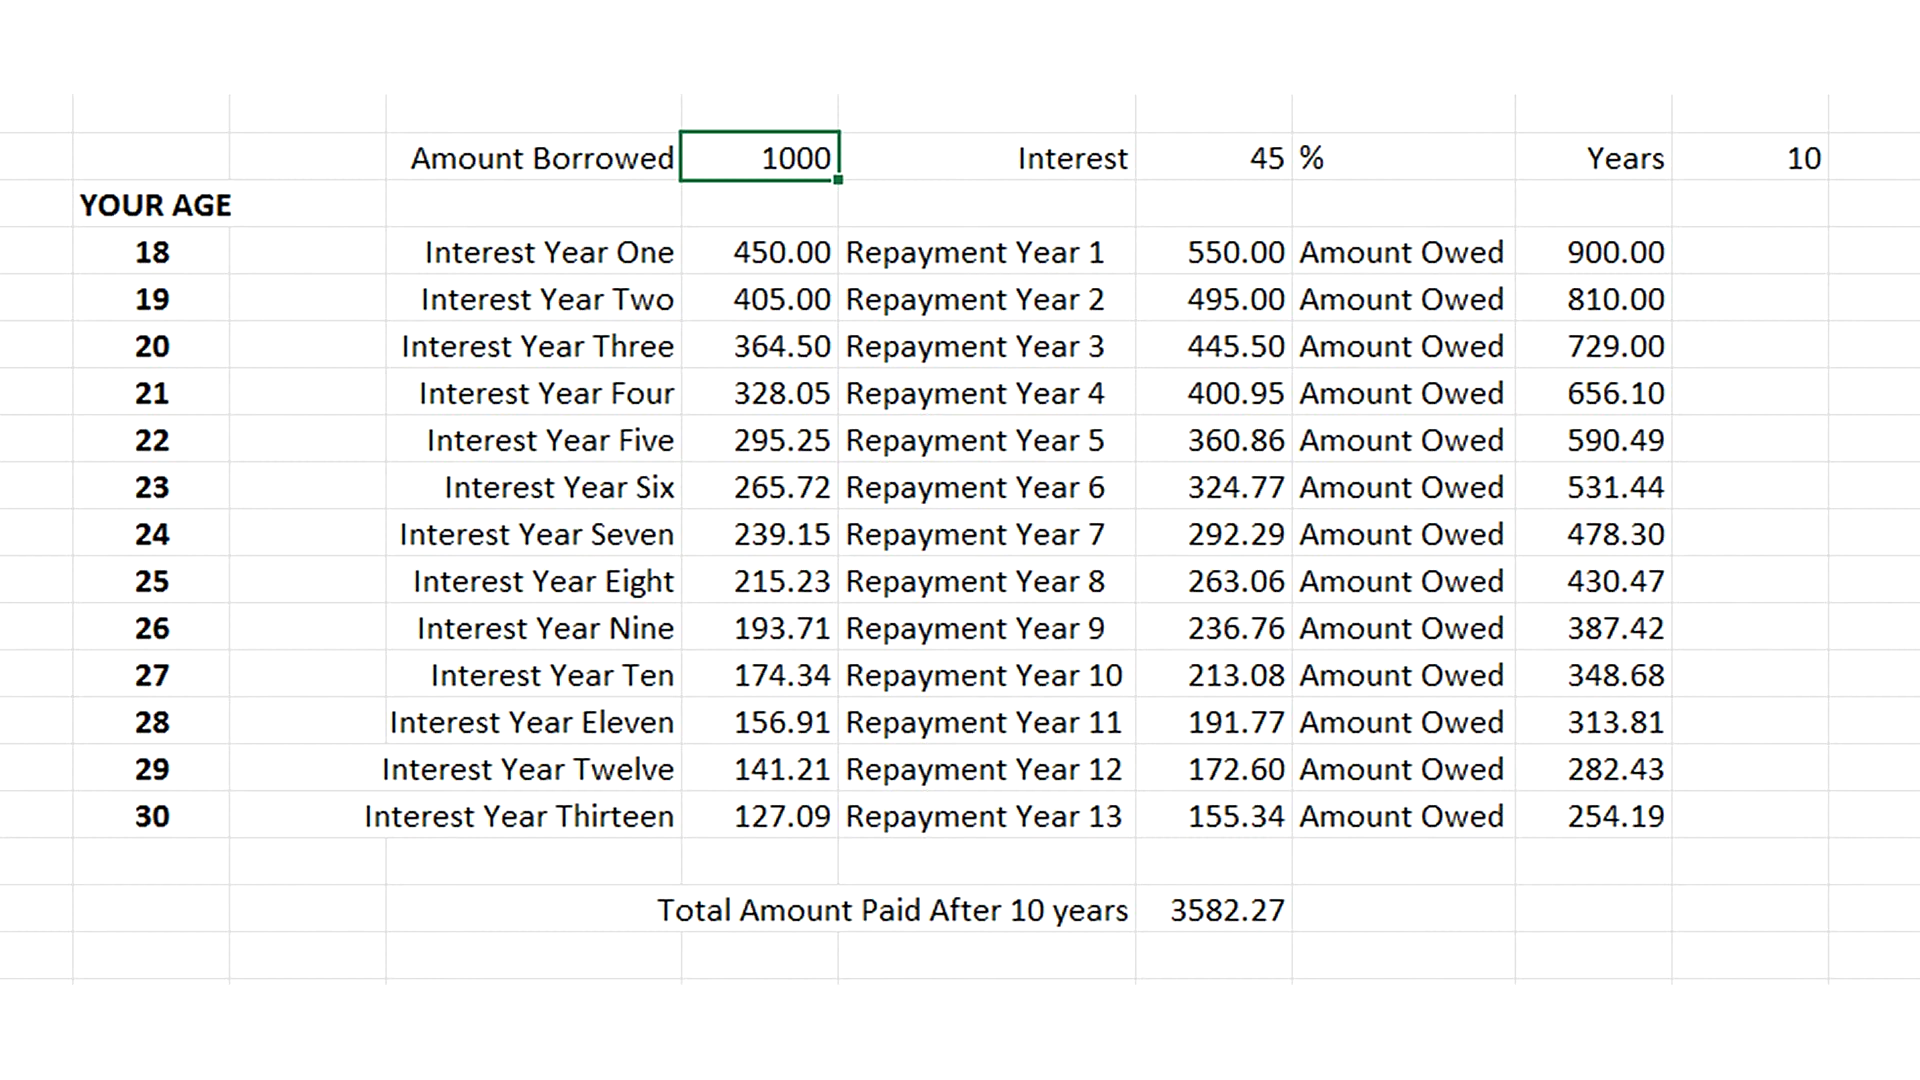 Amount Borrowed 1000 Interest 45 % Years 10
YOUR AGE
18 Interest Year One 450.00 Repayment Year 1 550.00 Amount Owed 900.00
19 Interest Year Two 405.00 Repayment Year 2 495.00 Amount Owed 810.00
20 Interest Year Three 364.50 Repayment Year 3 445.50 Amount Owed 729.00
21 Interest Year Four 328.05 Repayment Year 4 400.95 Amount Owed 656.10
22 Interest Year Five 295.25 Repayment Year 5 360.86 Amount Owed 590.49
23 Interest Year Six 265.72 Repayment Year 6 324.77 Amount Owed 531.44
24 Interest Year Seven 239.15 Repayment Year 7 292.29 Amount Owed 478.30
25 Interest Year Eight 215.23 Repayment Year 8 263.06 Amount Owed 430.47
26 Interest Year Nine 193.71 Repayment Year 9 236.76 Amount Owed 387.42
27 Interest Year Ten 174.34 Repayment Year 10 213.08 Amount Owed 348.68
28 Interest Year Eleven 156.91 Repayment Year 11 191.77 Amount Owed 313.81
29 Interest Year Twelve 141.21 Repayment Year 12 172.60 Amount Owed 282.43
30 Interest Year Thirteen 127.09 Repayment Year 13 155.34 Amount Owed 254.19
Total Amount Paid After 10 years 3582.27